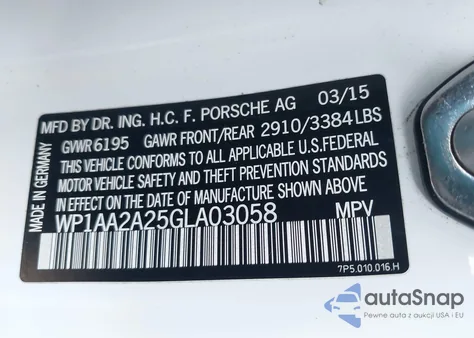 MFD BY DR. ING. H.C. F. PORSCHE AG 03/15
GVWR 6195 GAWR FRONT/REAR 2910/3384 LBS
THIS VEHICLE CONFORMS TO ALL APPLICABLE U.S.FEDERAL
MOTOR VEHICLE SAFETY AND THEFT PREVENTION STANDARDS
IN EFFECT ON THE DATE OF MANUFACTURE SHOWN ABOVE.
WP1AA2A25GLA03058 MPV
MADE IN GERMANY
7P5.010.016.H
autoSnap
Pewne auta z aukcji USA i EU